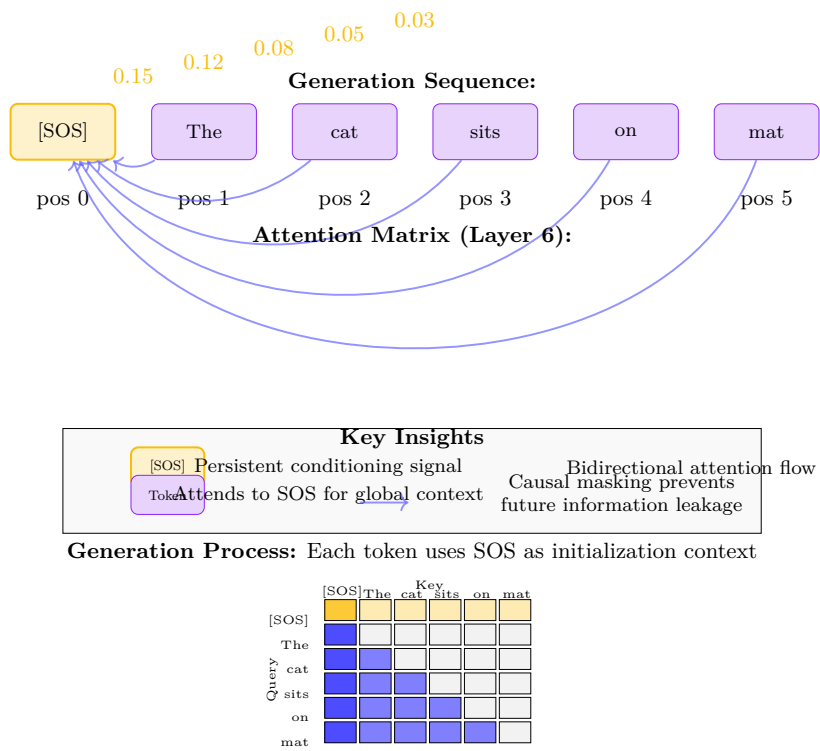 0.15 0.12 0.08 0.05 0.03
Generation Sequence:
[SOS] The cat sits on mat
pos 0 pos 1 pos 2 pos 3 pos 4 pos 5
Attention Matrix (Layer 6):
Key Insights
[SOS] Persistent conditioning signal
Bidirectional attention flow
Token
Attends to SOS for global context
Causal masking prevents
future information leakage
Generation Process: Each token uses SOS as initialization context
Key
[SOS] The cat sits on mat
Query
[SOS]
The
cat
sits
on
mat